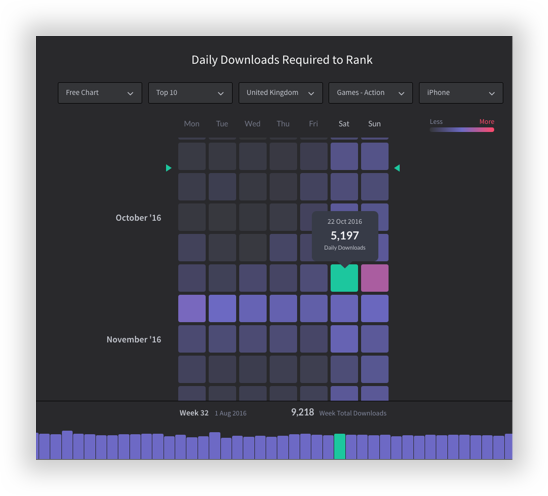 Daily Downloads Required to Rank
Free Chart
Top 10
United Kingdom
Games - Action
iPhone
Mon Tue Wed Thu Fri Sat Sun
Less More
October '16
22 Oct 2016
5,197
Daily Downloads
November '16
Week 32 1 Aug 2016 9,218 Week Total Downloads